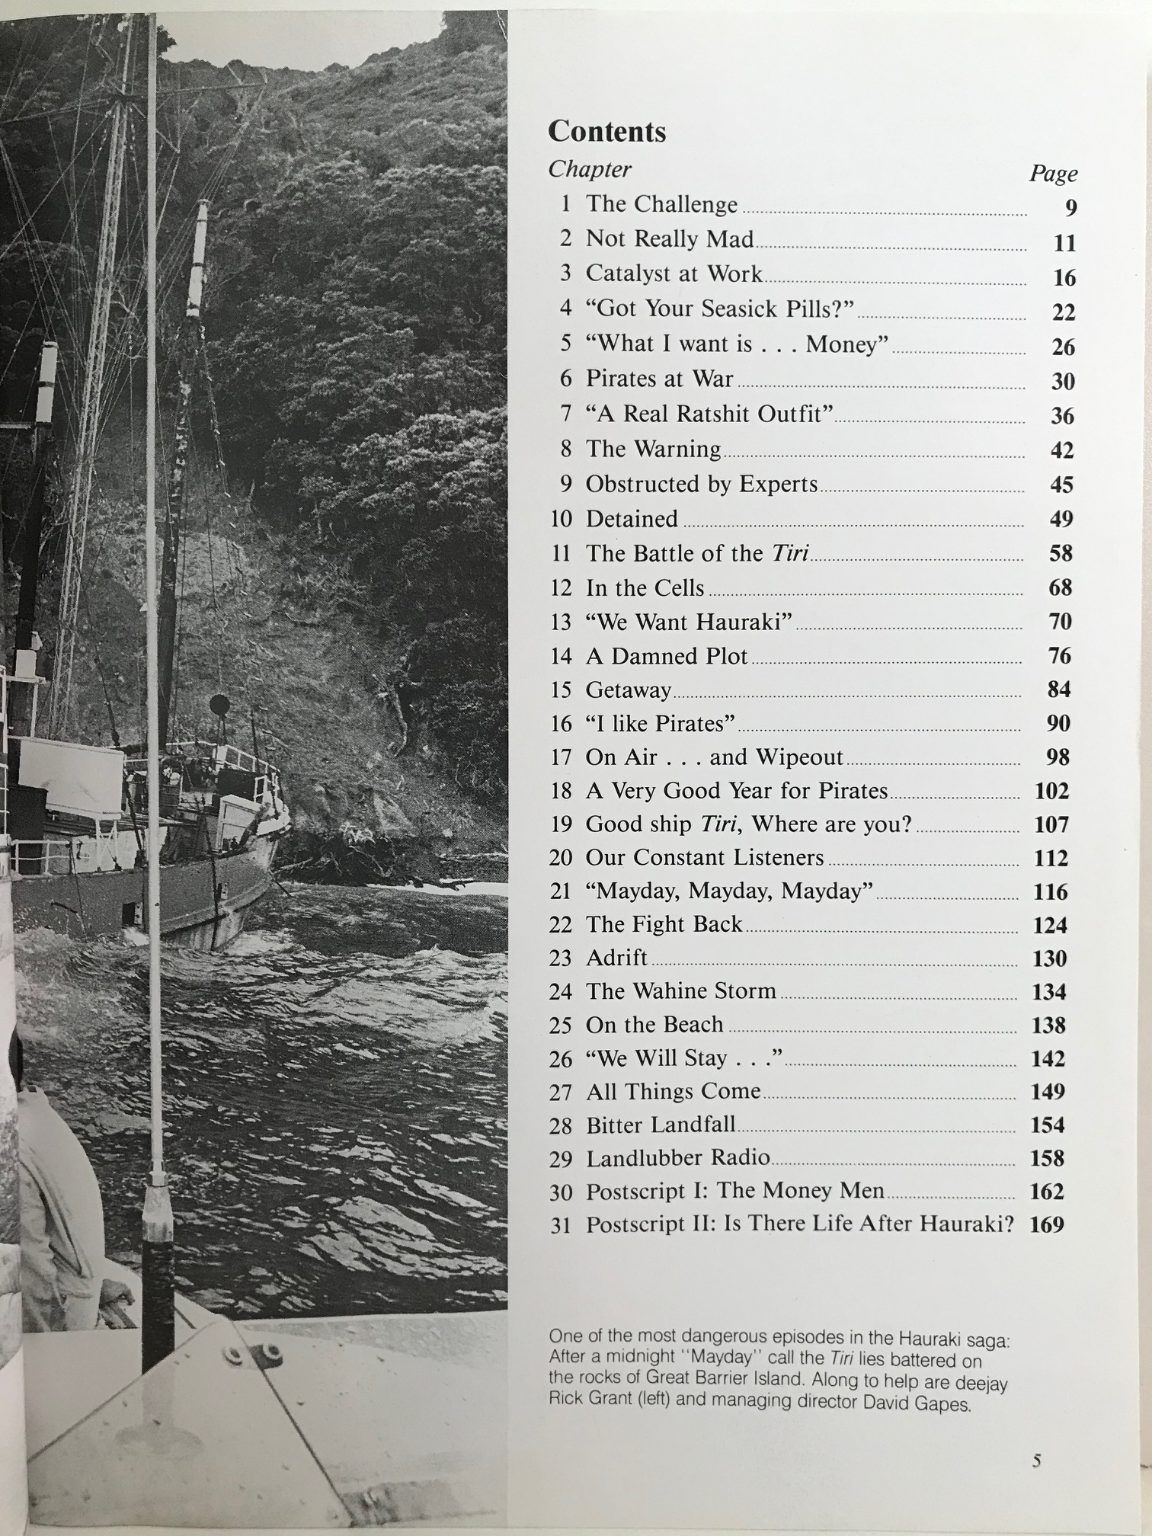 Contents
Chapter Page
1 The Challenge 9
2 Not Really Mad 11
3 Catalyst at Work 16
4 “Got Your Seasick Pills?” 22
5 “What I want is . . . Money” 26
6 Pirates at War 30
7 “A Real Ratshit Outfit” 36
8 The Warning 42
9 Obstructed by Experts 45
10 Detained 49
11 The Battle of the Tiri 58
12 In the Cells 68
13 “We Want Hauraki” 70
14 A Damned Plot 76
15 Getaway 84
16 “I like Pirates” 90
17 On Air . . . and Wipeout 98
18 A Very Good Year for Pirates 102
19 Good ship Tiri, Where are you? 107
20 Our Constant Listeners 112
21 “Mayday, Mayday, Mayday” 116
22 The Fight Back 124
23 Adrift 130
24 The Wahine Storm 134
25 On the Beach 138
26 “We Will Stay . . .” 142
27 All Things Come 149
28 Bitter Landfall 154
29 Landlubber Radio 158
30 Postscript I: The Money Men 162
31 Postscript II: Is There Life After Hauraki? 169
One of the most dangerous episodes in the Hauraki saga:
After a midnight "Mayday" call the Tiri lies battered on
the rocks of Great Barrier Island. Along to help are deejay
Rick Grant (left) and managing director David Gapes.
5